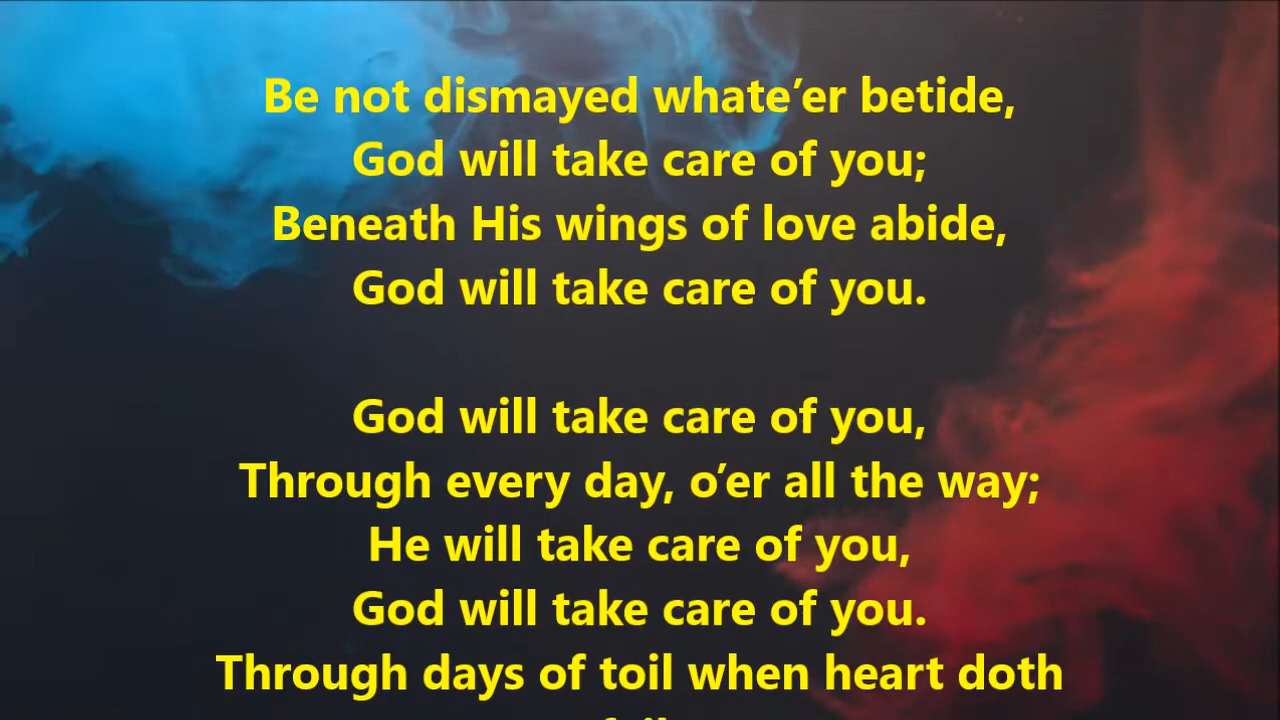 Be not dismayed whate’er betide,
God will take care of you;
Beneath His wings of love abide,
God will take care of you.
God will take care of you,
Through every day, o’er all the way;
He will take care of you,
God will take care of you.
Through days of toil when heart doth